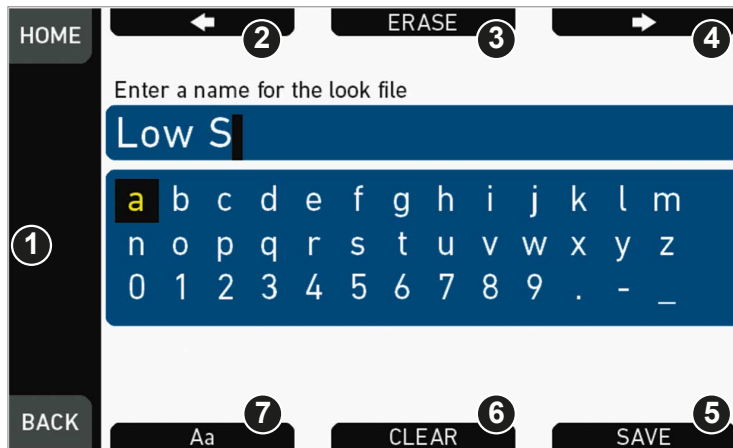 HOME
ERASE
2
3
4
Enter a name for the look file
Low S
a b c d e f g h i j k l m
1
n o p q r s t u v w x y z
0 1 2 3 4 5 6 7 8 9 . - _
BACK
7
6
5
Aa
CLEAR
SAVE